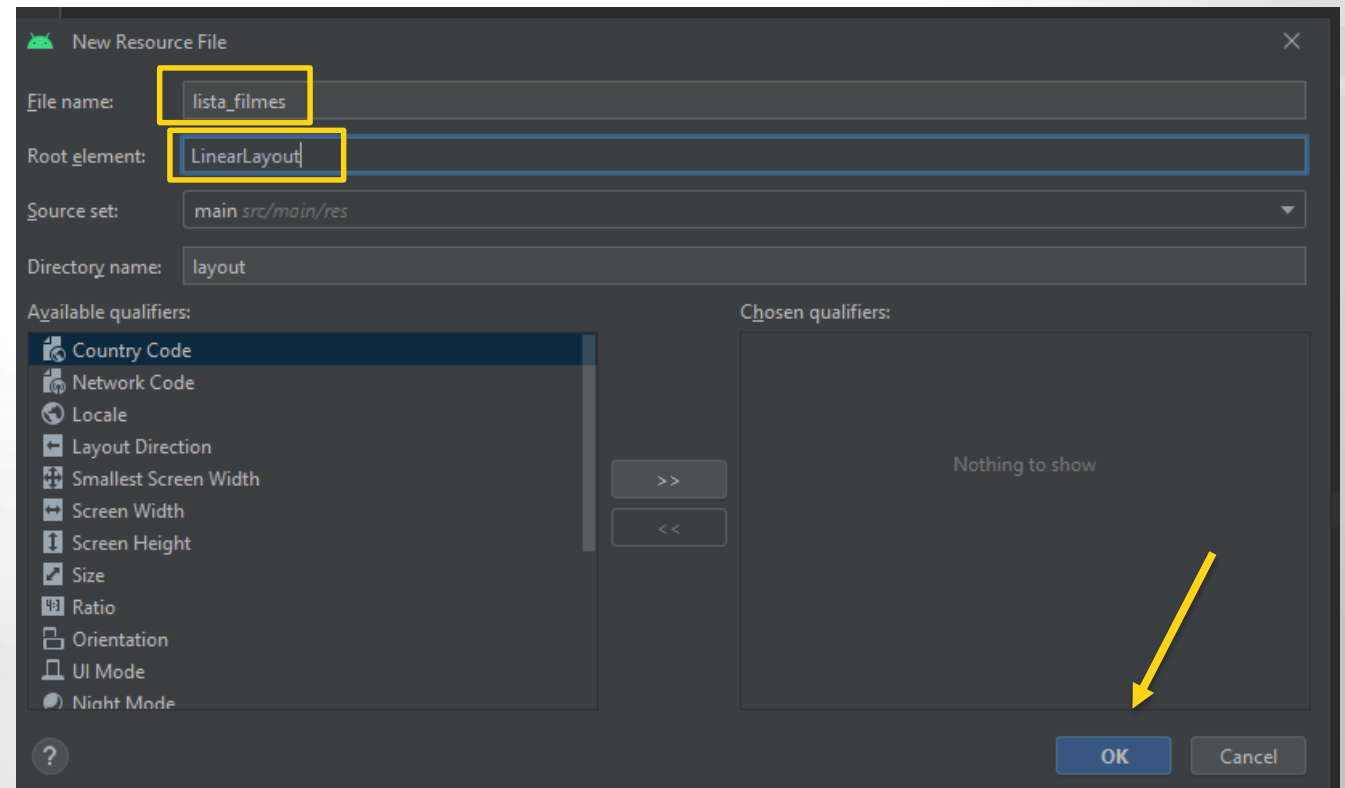 New Resource File
File name: lista_filmes
Root element: LinearLayout
Source set: main src/main/res
Directory name: layout
Available qualifiers:
Chosen qualifiers:
Country Code
Network Code
Locale
Layout Direction
Smallest Screen Width
Screen Width
Screen Height
Size
Ratio
Orientation
UI Mode
Night Mode
>>
<<
Nothing to show
?
OK
Cancel